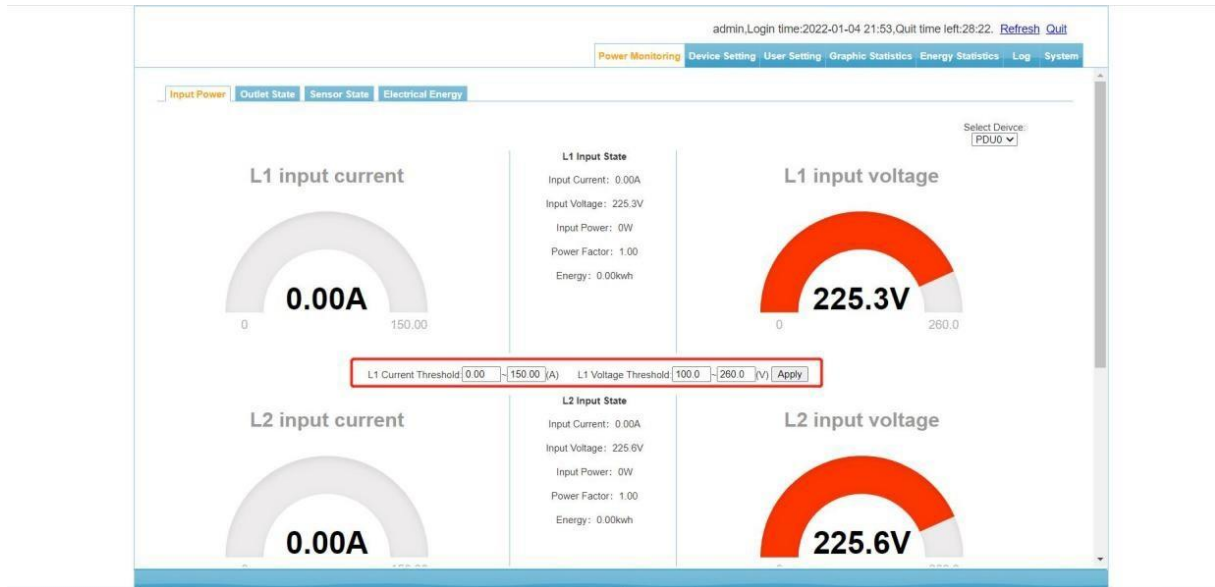 admin,Login time:2022-01-04 21:53,Quit time left:28:22. Refresh Quit
Power Monitoring Device Setting User Setting Graphic Statistics Energy Statistics Log System
Input Power Outlet State Sensor State Electrical Energy
Select Deivce:
PDU0
L1 input current
0.00A
0 150.00
L1 Input State
Input Current: 0.00A
Input Voltage: 225.3V
Input Power: 0W
Power Factor: 1.00
Energy: 0.00kwh
L1 input voltage
225.3V
0 260.0
L1 Current Threshold: 0.00 ~ 150.00 (A) L1 Voltage Threshold: 100.0 ~ 260.0 (V) Apply
L2 input current
0.00A
L2 Input State
Input Current: 0.00A
Input Voltage: 225.6V
Input Power: 0W
Power Factor: 1.00
Energy: 0.00kwh
L2 input voltage
225.6V